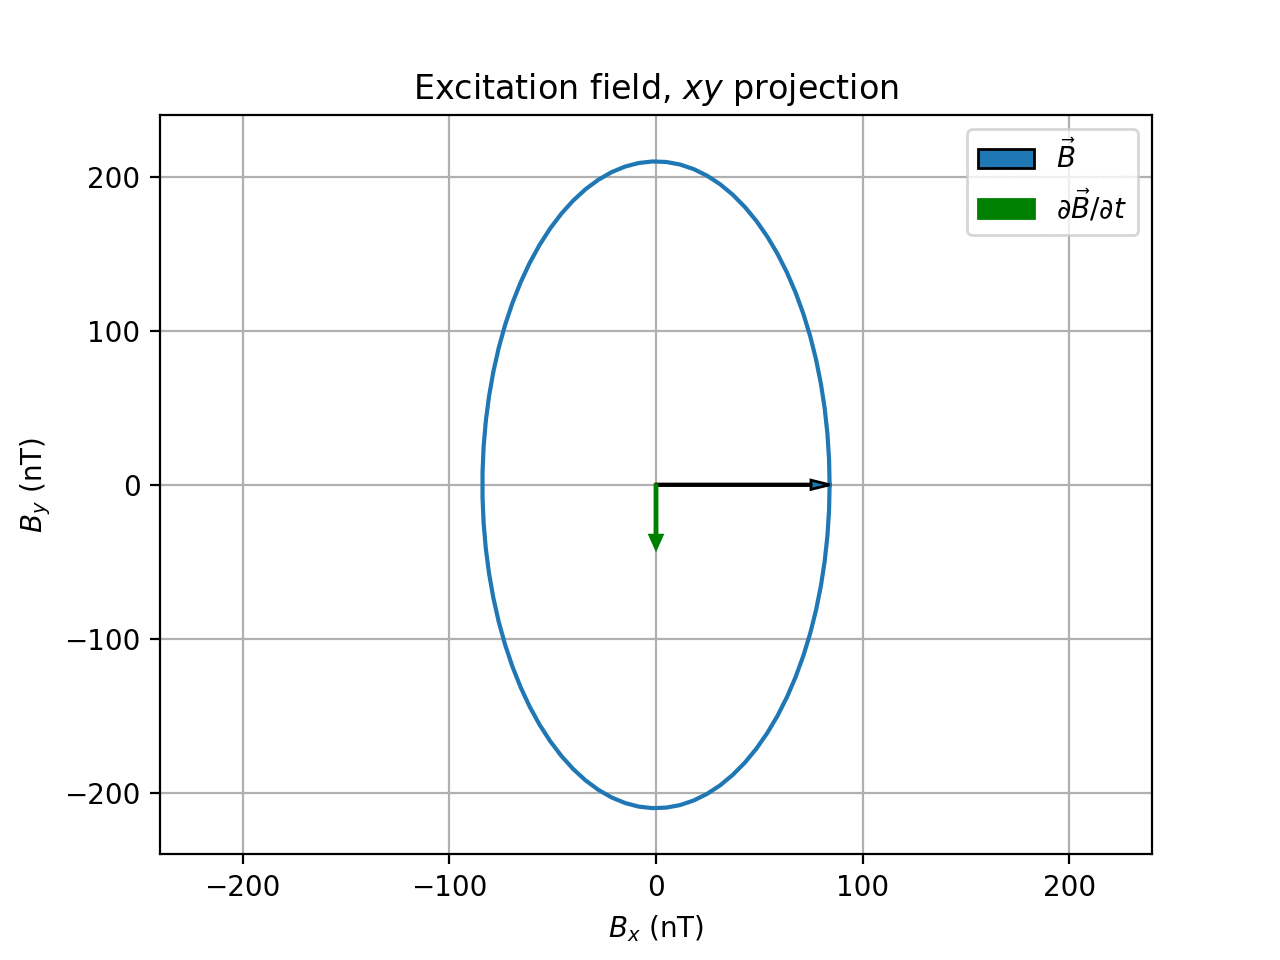 Excitation field, xy projection
B⃗
∂B⃗/∂t
200
100
0
−100
−200
B_y (nT)
−200 −100 0 100 200
B_x (nT)